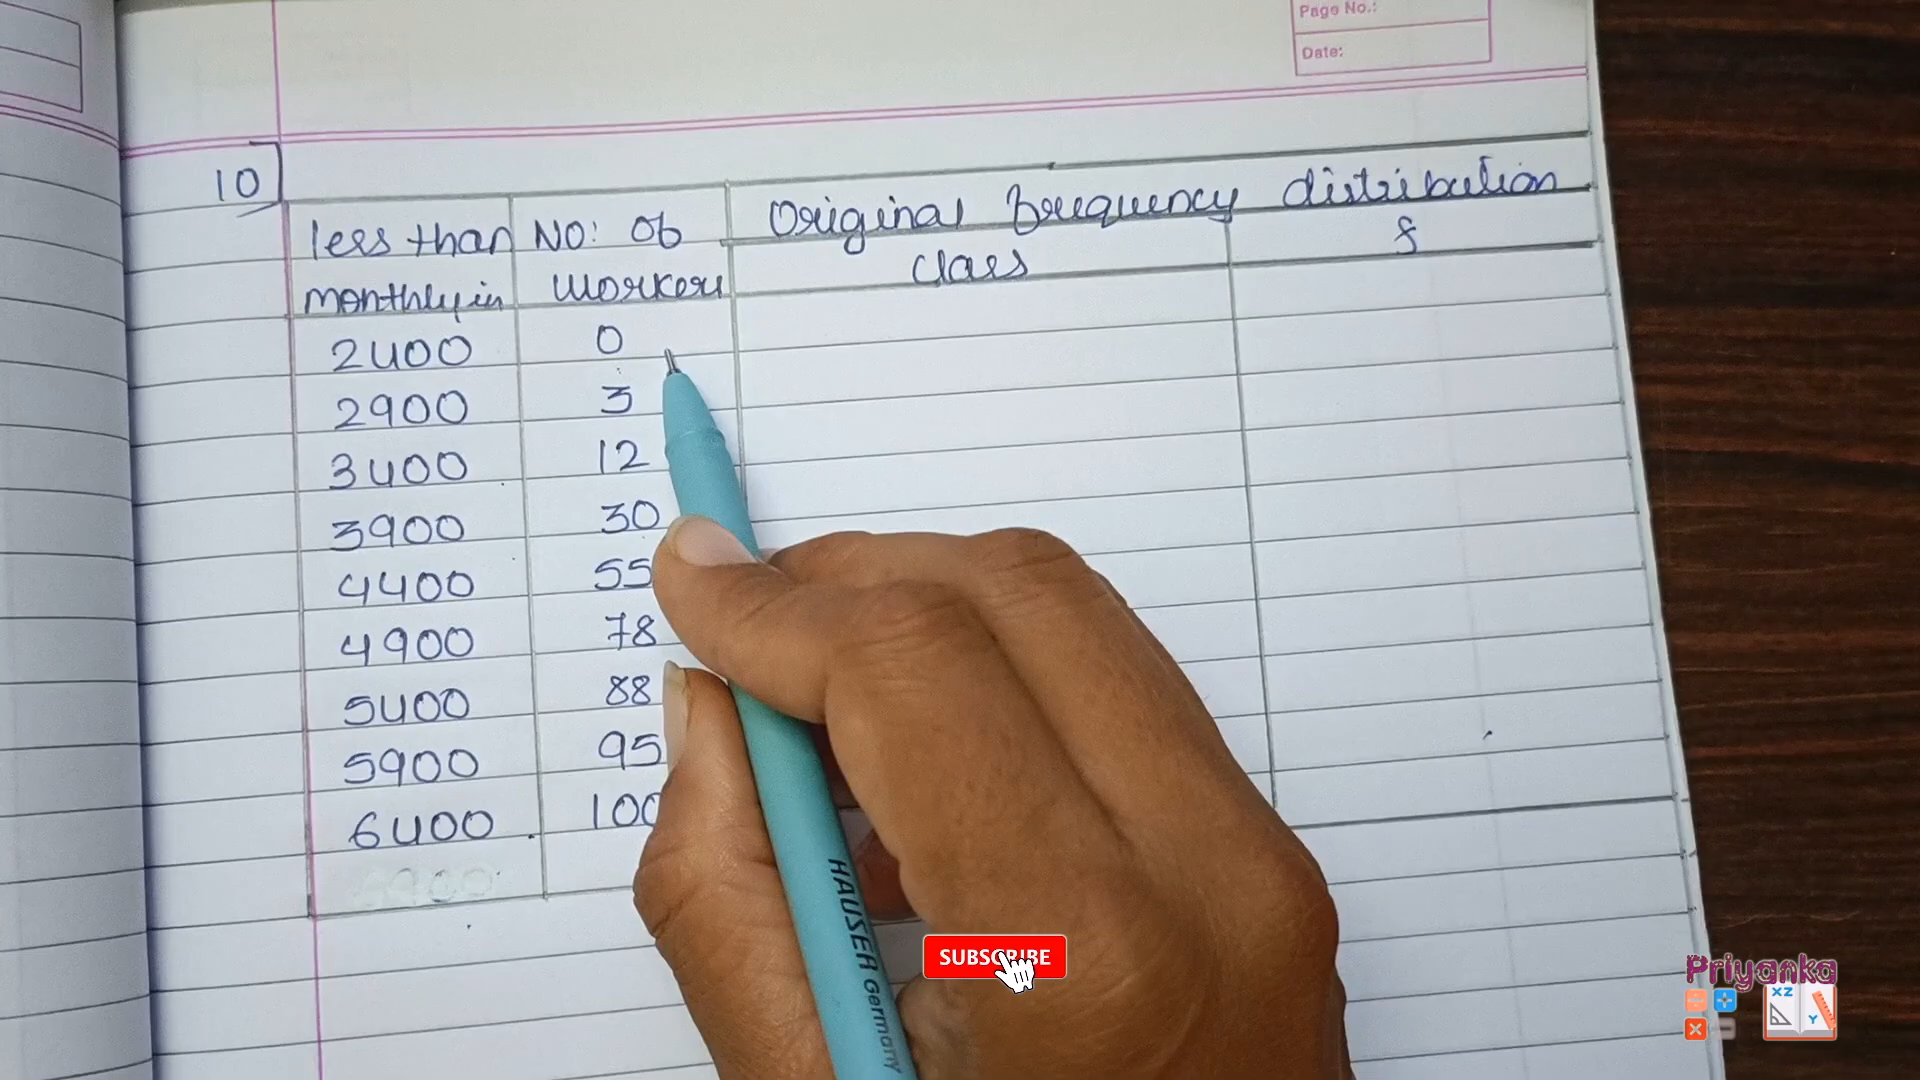 Page No.:
Date:
10
Original frequency distribution
less than No: of
class f
monthly in workers
2400 0
2900 3
3400 12
3900 30
4400 55
4900 78
5400 88
5900 95
6400 100
HAUSER Germany
SUBSCRIBE
Priyanka
XZ
Y